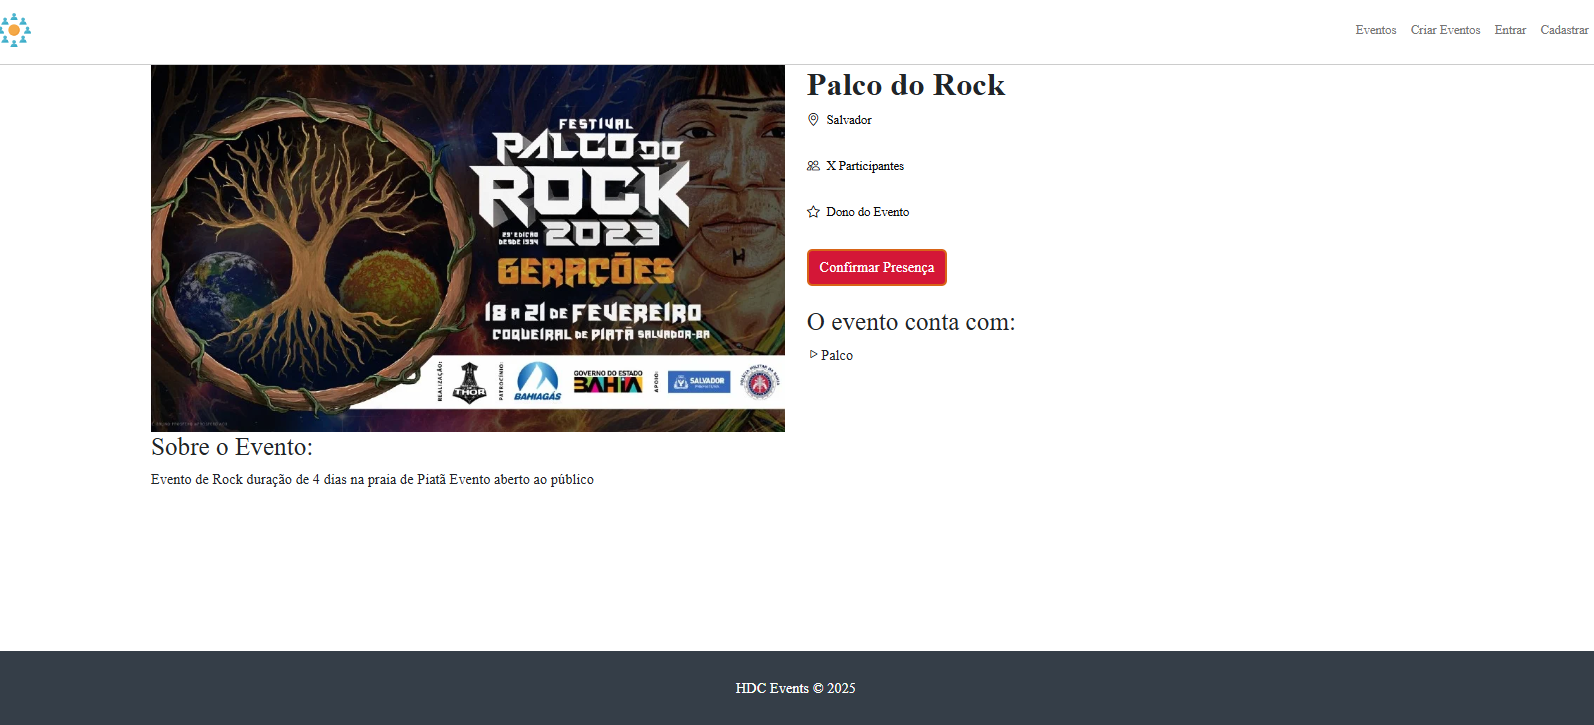 Eventos Criar Eventos Entrar Cadastrar
FESTIVAL
PALCO DO
ROCK
29ª EDIÇÃO
DESDE 1994
2023
GERAÇÕES
18 A 21 DE FEVEREIRO
COQUEIRAL DE PIATÃ SALVADOR-BA
REALIZAÇÃO:
THOR
PATROCÍNIO:
BAHIAGÁS
GOVERNO DO ESTADO
BAHIA
APOIO:
SALVADOR
PREFEITURA
Palco do Rock
Salvador
X Participantes
Dono do Evento
Confirmar Presença
O evento conta com:
Palco
Sobre o Evento:
Evento de Rock duração de 4 dias na praia de Piatã Evento aberto ao público
HDC Events © 2025